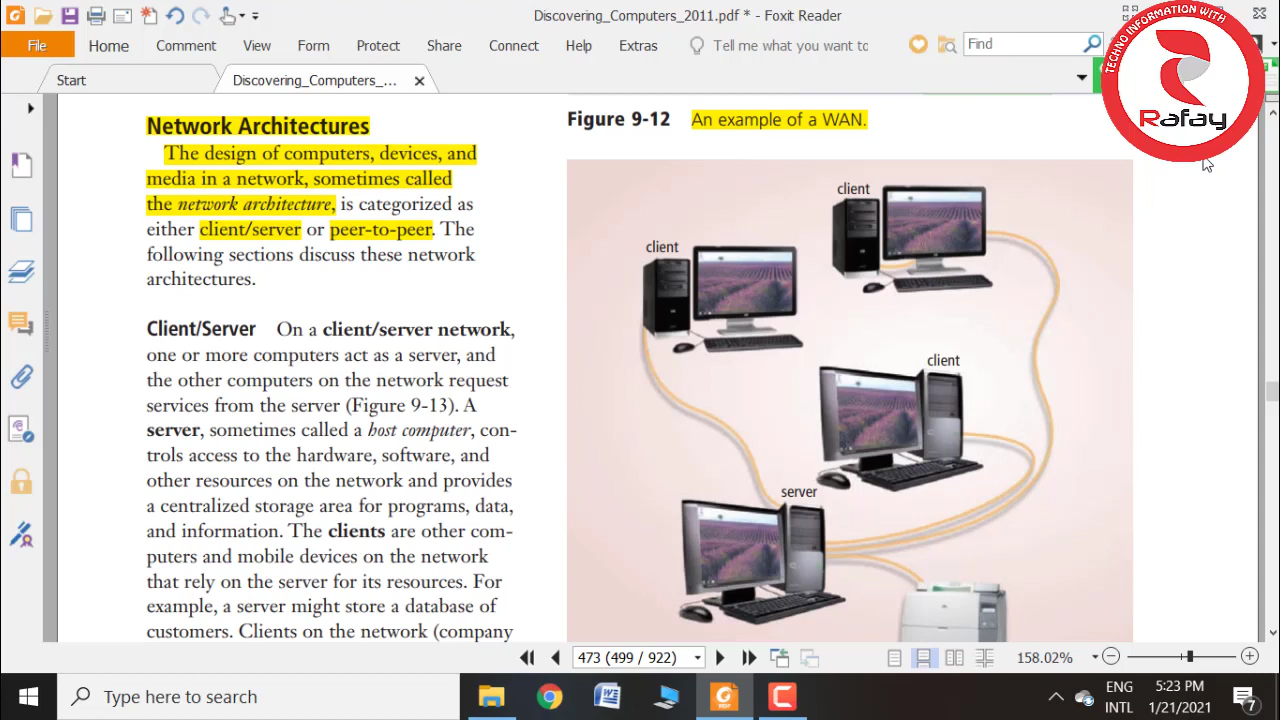 Discovering_Computers_2011.pdf * - Foxit Reader
File Home Comment View Form Protect Share Connect Help Extras Tell me what you want to Find
Start Discovering_Computers_...
TECHNO INFORMATION WITH
Rafay
Network Architectures
The design of computers, devices, and
media in a network, sometimes called
the network architecture, is categorized as
either client/server or peer-to-peer. The
following sections discuss these network
architectures.
Client/Server On a client/server network,
one or more computers act as a server, and
the other computers on the network request
services from the server (Figure 9-13). A
server, sometimes called a host computer, con-
trols access to the hardware, software, and
other resources on the network and provides
a centralized storage area for programs, data,
and information. The clients are other com-
puters and mobile devices on the network
that rely on the server for its resources. For
example, a server might store a database of
customers. Clients on the network (company
Figure 9-12 An example of a WAN.
client
client
client
server
473 (499 / 922)
158.02%
Type here to search
ENG
INTL
5:23 PM
1/21/2021
7